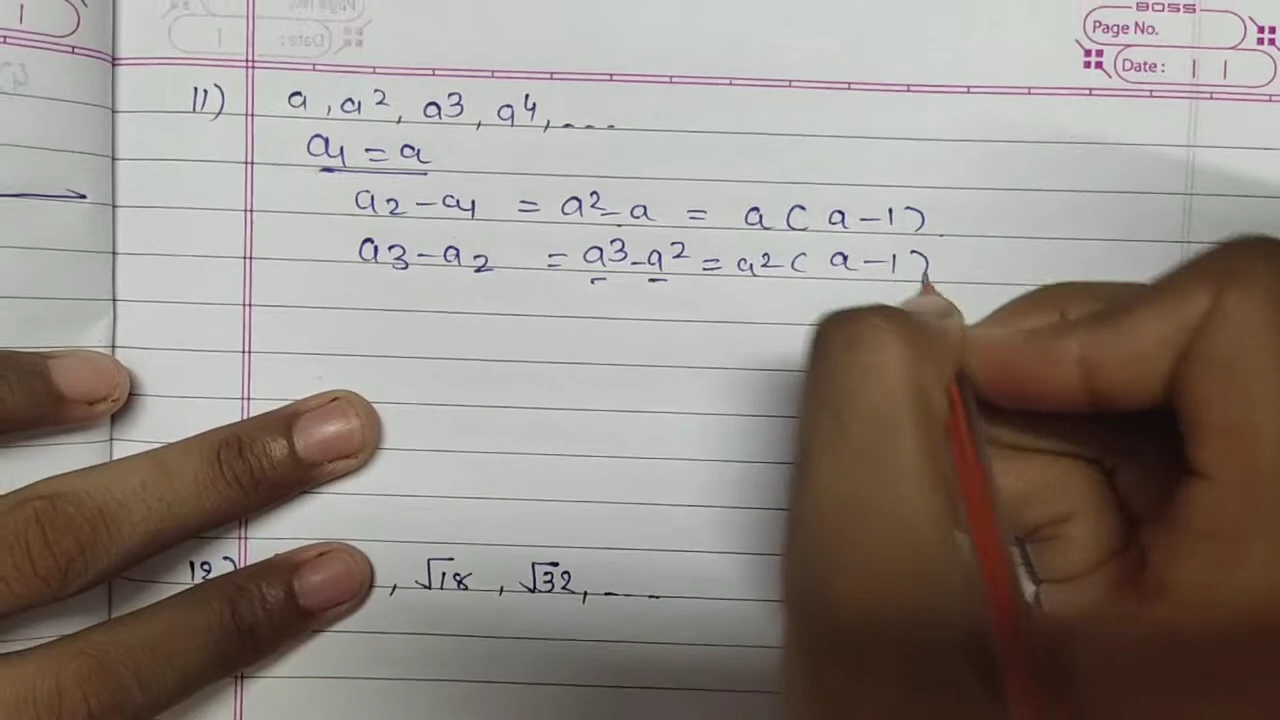 BOSS
Page No.
Date :
11) a, a², a³, a⁴, ...
a₁ = a
a₂ - a₁ = a² - a = a ( a - 1 )
a₃ - a₂ = a³ - a² = a² ( a - 1 )
12) , √18 , √32, ....